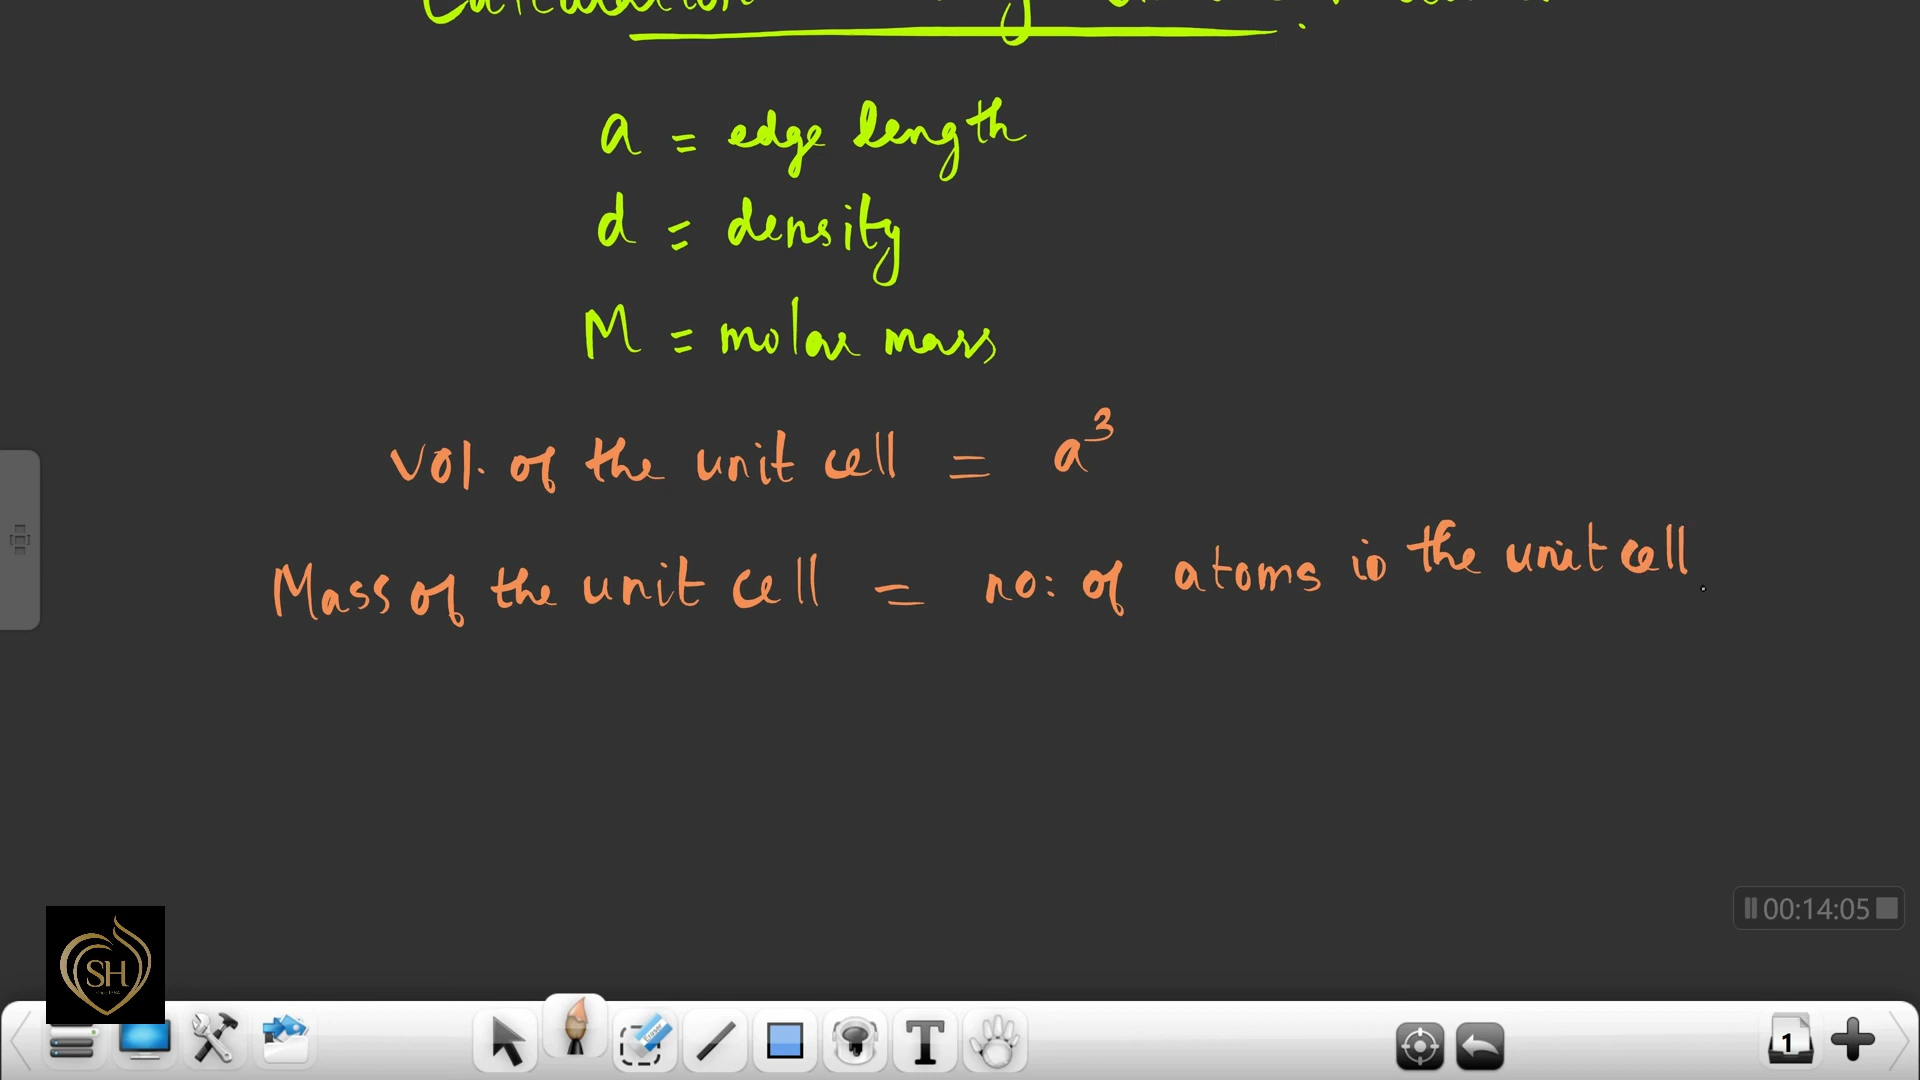 Calculation
a = edge length
d = density
M = molar mass
Vol. of the unit cell = a³
Mass of the unit cell = no: of atoms in the unit cell
00:14:05
SH
T
1